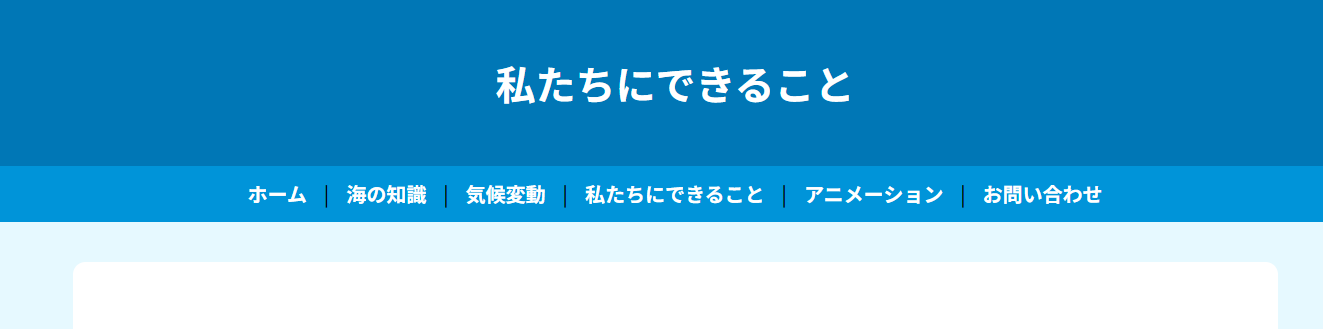 私たちにできること
ホーム | 海の知識 | 気候変動 | 私たちにできること | アニメーション | お問い合わせ